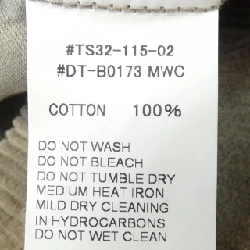 #TS32-115-02
#DT-B0173 MWC
COTTON 100%
DO NOT WASH
DO NOT BLEACH
DO NOT TUMBLE DRY
MEDIUM HEAT IRON
MILD DRY CLEANING
IN HYDROCARBONS
DO NOT WET CLEAN